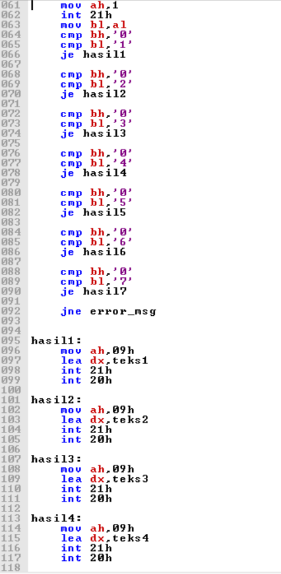 061 mov ah,1
062 int 21h
063 mov bl,al
064 cmp bh,'0'
065 cmp bl,'1'
066 je hasil1
067
068 cmp bh,'0'
069 cmp bl,'2'
070 je hasil2
071
072 cmp bh,'0'
073 cmp bl,'3'
074 je hasil3
075
076 cmp bh,'0'
077 cmp bl,'4'
078 je hasil4
079
080 cmp bh,'0'
081 cmp bl,'5'
082 je hasil5
083
084 cmp bh,'0'
085 cmp bl,'6'
086 je hasil6
087
088 cmp bh,'0'
089 cmp bl,'7'
090 je hasil7
091
092 jne error_msg
093
094
095 hasil1:
096 mov ah,09h
097 lea dx,teks1
098 int 21h
099 int 20h
100
101 hasil2:
102 mov ah,09h
103 lea dx,teks2
104 int 21h
105 int 20h
106
107 hasil3:
108 mov ah,09h
109 lea dx,teks3
110 int 21h
111 int 20h
112
113 hasil4:
114 mov ah,09h
115 lea dx,teks4
116 int 21h
117 int 20h
118